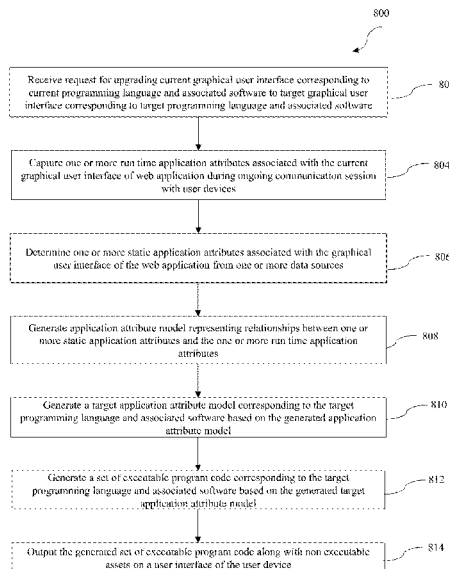 800
Receive request for upgrading current graphical user interface corresponding to
current programming language and associated software to target graphical user
interface corresponding to target programming language and associated software
80
Capture one or more run time application attributes associated with the current
graphical user interface of web application during ongoing communication session
with user devices
804
Determine one or more static application attributes associated with the graphical
user interface of the web application from one or more data sources
806
Generate application attribute model representing relationships between one or
more static application attributes and the one or more run time application
attributes
808
Generate a target application attribute model corresponding to the target
programming language and associated software based on the generated application
attribute model
810
Generate a set of executable program code corresponding to the target
programming language and associated software based on the generated target
application attribute model
812
Output the generated set of executable program code along with non executable
assets on a user interface of the user device
814